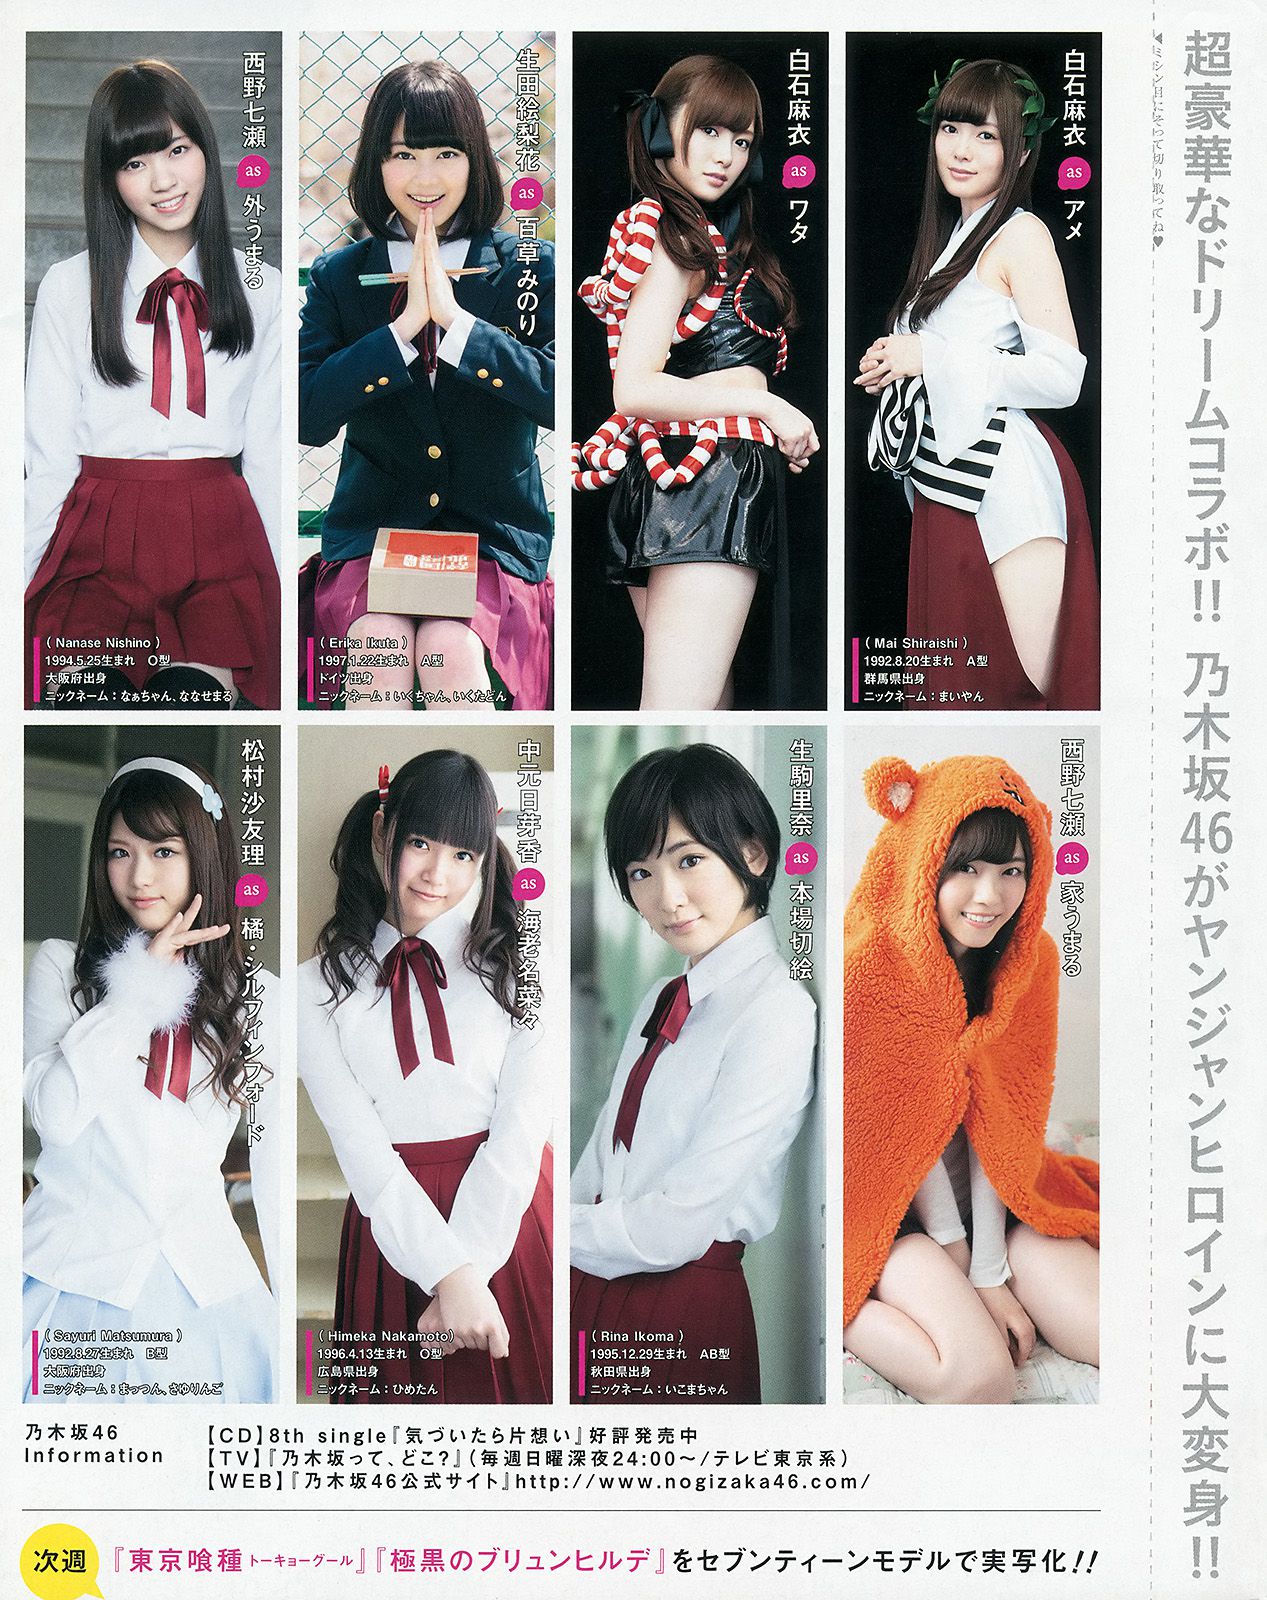 超豪華なドリームコラボ!! 乃木坂46がヤンジャンヒロインに大変身!!
◀ミシン目にそって切り取ってね♥
西野七瀬 as 外うまる
(Nanase Nishino)
1994.5.25生まれ O型
大阪府出身
ニックネーム：なぁちゃん、ななせまる
生田絵梨花 as 百草みのり
(Erika Ikuta)
1997.1.22生まれ A型
ドイツ出身
ニックネーム：いくちゃん、いくたどん
白石麻衣 as ワタ
白石麻衣 as アメ
(Mai Shiraishi)
1992.8.20生まれ A型
群馬県出身
ニックネーム：まいやん
松村沙友理 as 橘・シルフィンフォード
(Sayuri Matsumura)
1992.8.27生まれ B型
大阪府出身
ニックネーム：まっつん、さゆりんご
中元日芽香 as 海老名菜々
(Himeka Nakamoto)
1996.4.13生まれ O型
広島県出身
ニックネーム：ひめたん
生駒里奈 as 本場切絵
(Rina Ikoma)
1995.12.29生まれ AB型
秋田県出身
ニックネーム：いこまちゃん
西野七瀬 as 家うまる
乃木坂46
Information
【CD】8th single『気づいたら片想い』好評発売中
【TV】『乃木坂って、どこ?』(毎週日曜深夜24:00〜/テレビ東京系)
【WEB】『乃木坂46公式サイト』http://www.nogizaka46.com/
次週 『東京喰種トーキョーグール』『極黒のブリュンヒルデ』をセブンティーンモデルで実写化!!